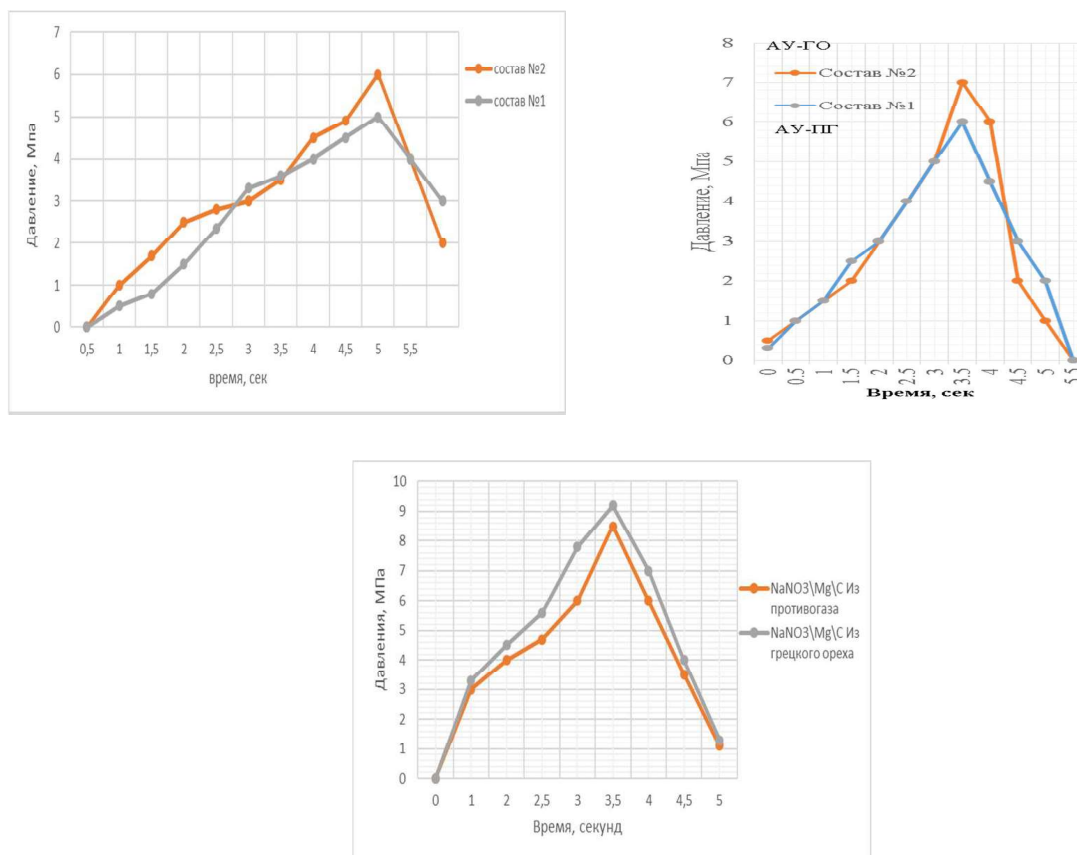 7
6
5
4
3
2
1
0
Давление, Мпа
0,5 1 1,5 2 2,5 3 3,5 4 4,5 5 5,5
время, сек
состав №2
состав №1
8
7
6
5
4
3
2
1
0
Давление, Мпа
АУ-ГО
Состав №2
Состав №1
АУ-ПГ
0 0.5 1 1.5 2 2.5 3 3.5 4 4.5 5 5.5
Время, сек
10
9
8
7
6
5
4
3
2
1
0
Давления, МПа
0 1 2 2,5 3 3,5 4 4,5 5
Время, секунд
NaNO3\Mg\C Из
противогаза
NaNO3\Mg\C Из
грецкого ореха